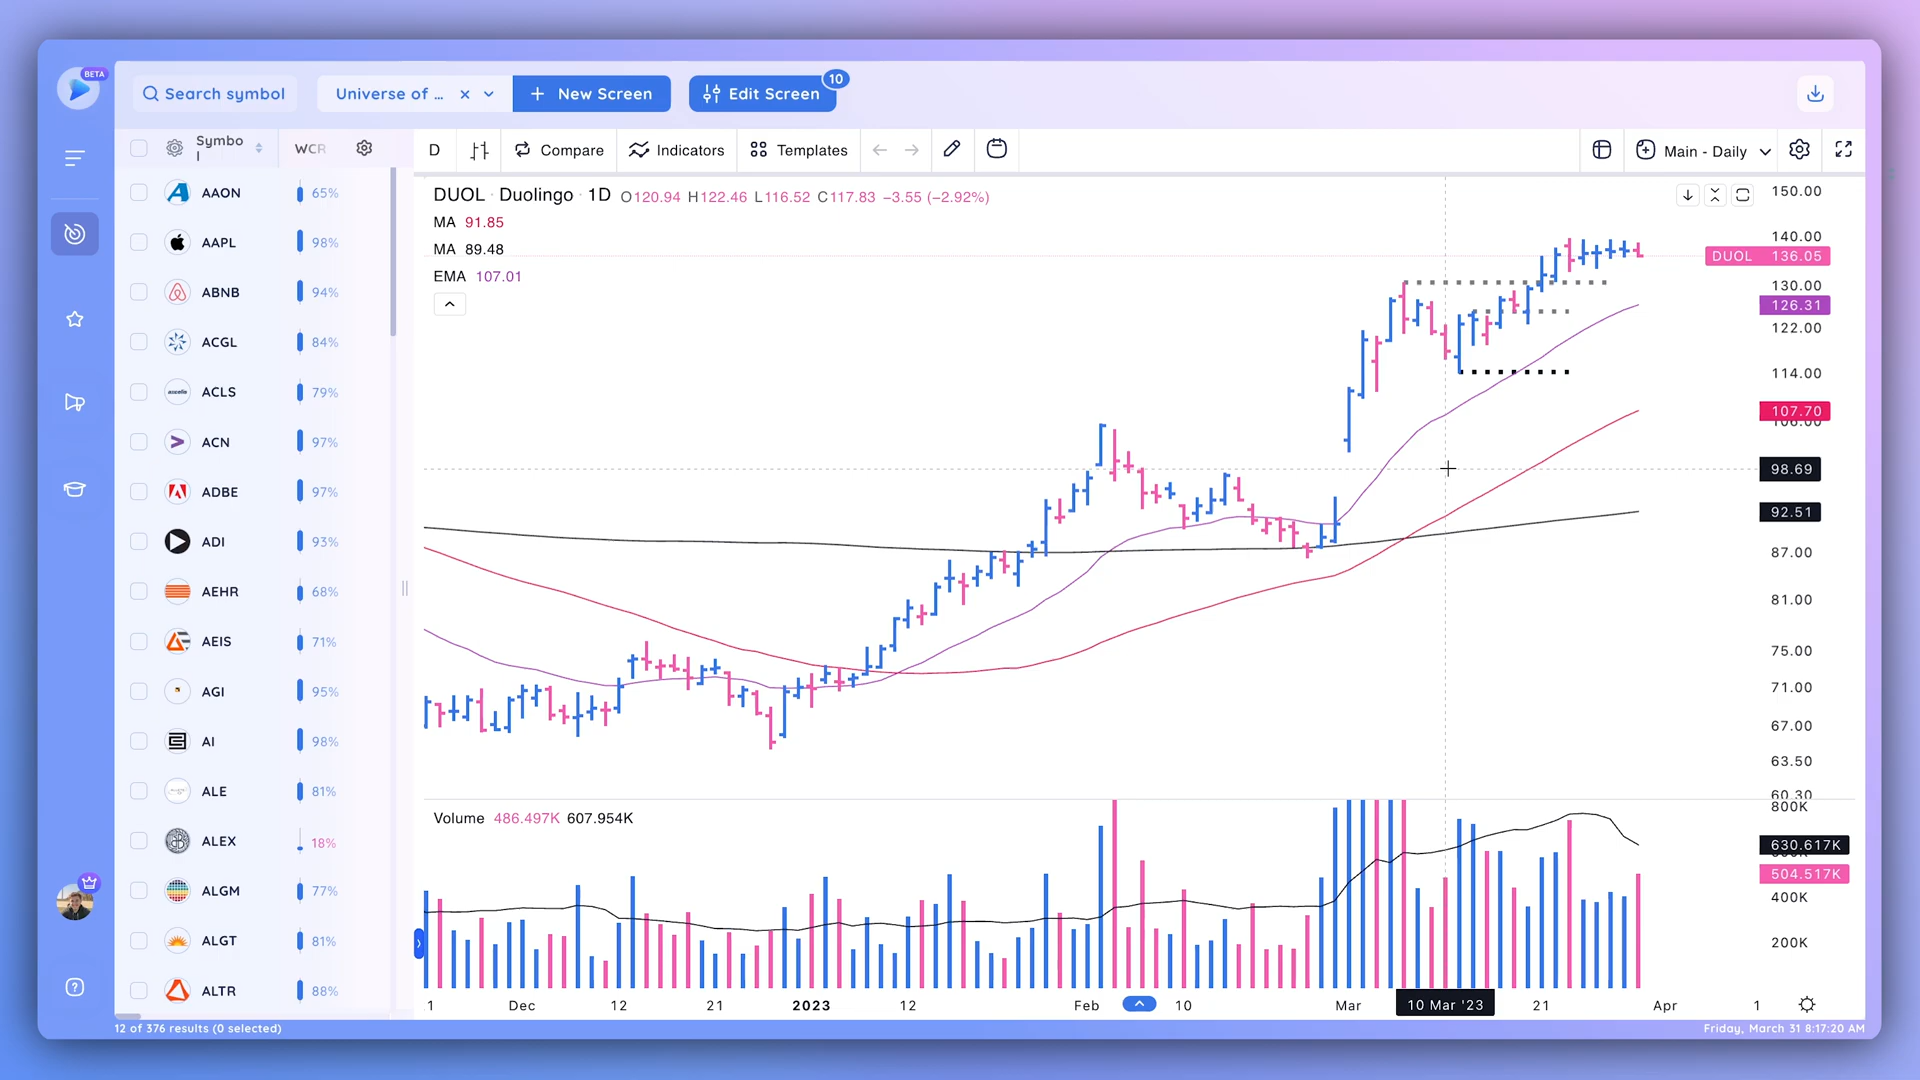 BETA
Search symbol
Universe of ...
New Screen
Edit Screen
10
Symbo
l
WCR
D
Compare
Indicators
Templates
Main - Daily
AAON 65%
AAPL 98%
ABNB 94%
ACGL 84%
ACLS 79%
ACN 97%
ADBE 97%
ADI 93%
AEHR 68%
AEIS 71%
AGI 95%
AI 98%
ALE 81%
ALEX 18%
ALGM 77%
ALGT 81%
ALTR 88%
12 of 376 results (0 selected)
DUOL · Duolingo · 1D O120.94 H122.46 L116.52 C117.83 −3.55 (−2.92%)
MA 91.85
MA 89.48
EMA 107.01
150.00
140.00
DUOL 136.05
130.00
126.31
122.00
114.00
107.70
106.00
98.69
92.51
87.00
81.00
75.00
71.00
67.00
63.50
60.30
Volume 486.497K 607.954K
800K
630.617K
504.517K
400K
200K
1 Dec 12 21 2023 12 Feb 10 Mar 10 Mar '23 21 Apr 1
Friday, March 31 8:17:20 AM